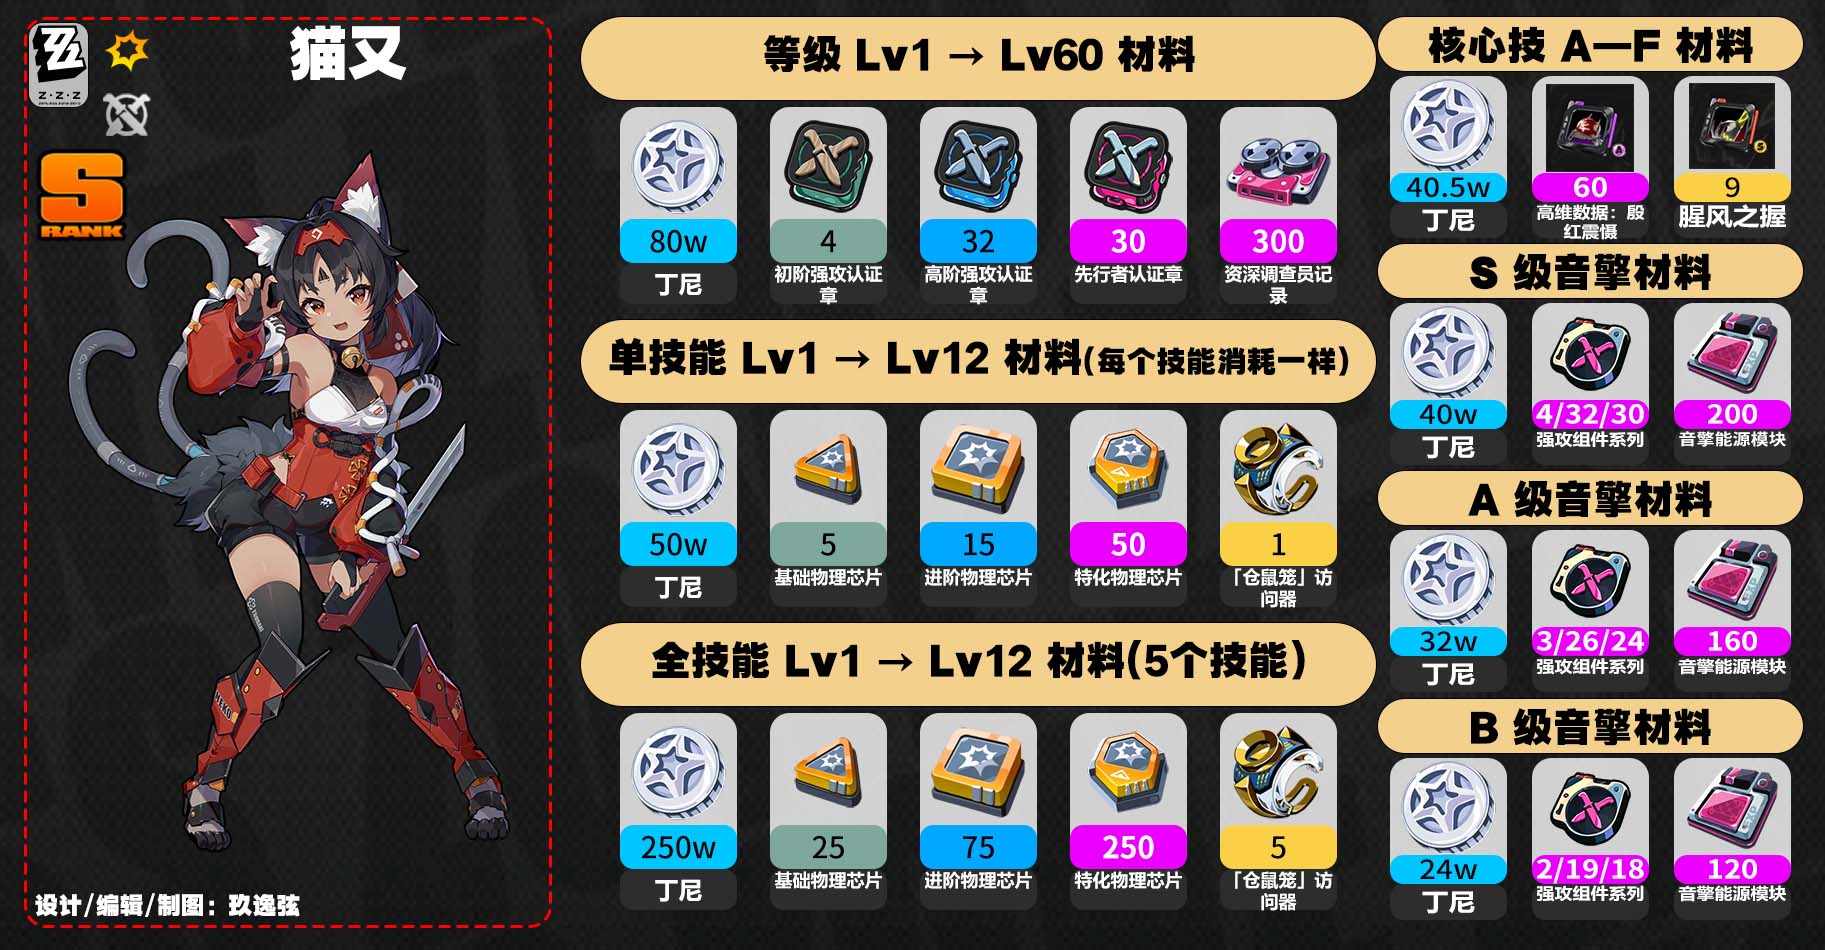 Z·Z·Z
猫又
S
RANK
设计/编辑/制图：玖逸弦
等级 Lv1 → Lv60 材料
80w
丁尼
4
初阶强攻认证
章
32
高阶强攻认证
章
30
先行者认证章
300
资深调查员记
录
单技能 Lv1 → Lv12 材料(每个技能消耗一样)
50w
丁尼
5
基础物理芯片
15
进阶物理芯片
50
特化物理芯片
1
「仓鼠笼」访
问器
全技能 Lv1 → Lv12 材料(5个技能)
250w
丁尼
25
基础物理芯片
75
进阶物理芯片
250
特化物理芯片
5
「仓鼠笼」访
问器
核心技 A—F 材料
40.5w
丁尼
60
高维数据：殷
红震慑
9
腥风之握
S 级音擎材料
40w
丁尼
4/32/30
强攻组件系列
200
音擎能源模块
A 级音擎材料
32w
丁尼
3/26/24
强攻组件系列
160
音擎能源模块
B 级音擎材料
24w
丁尼
2/19/18
强攻组件系列
120
音擎能源模块